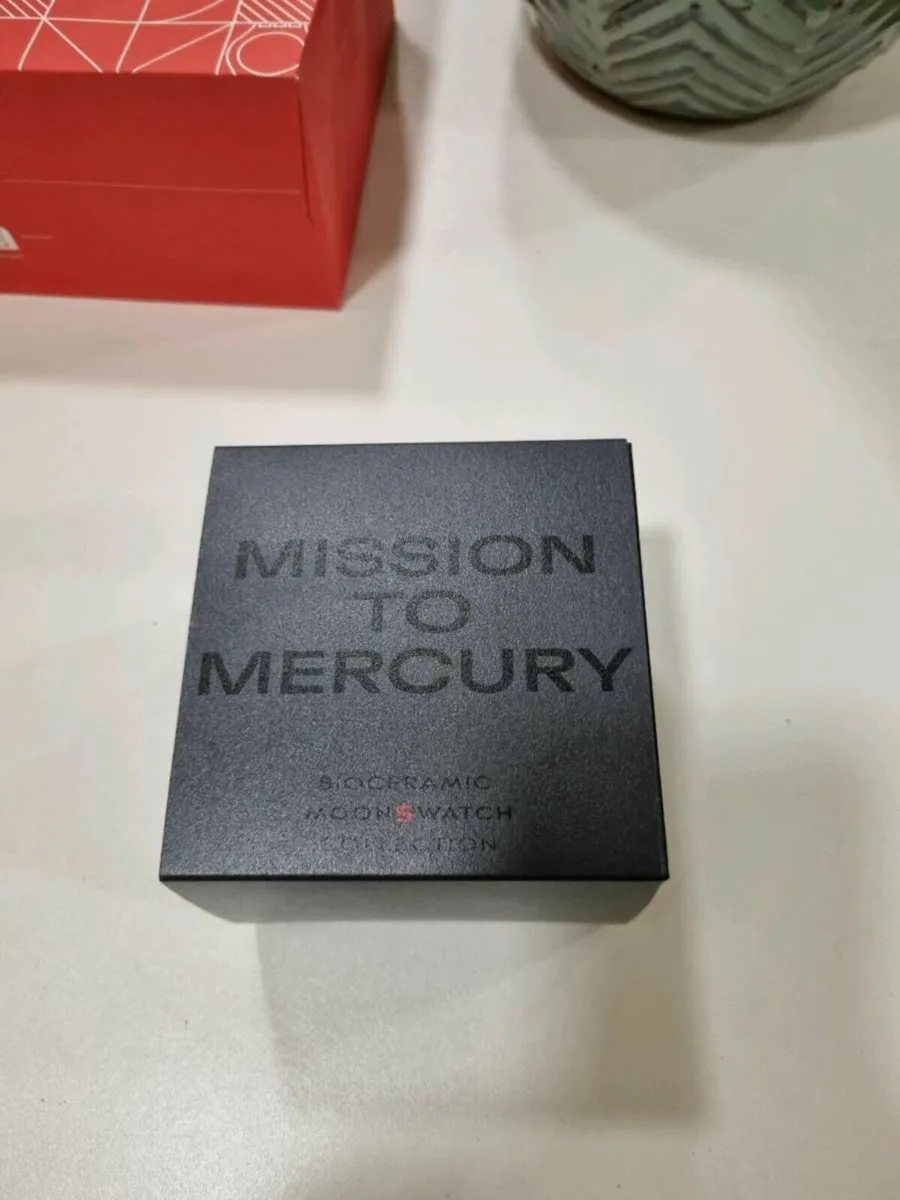 MISSION
TO
MERCURY
BIOCERAMIC
MOONSWATCH
COLLECTION